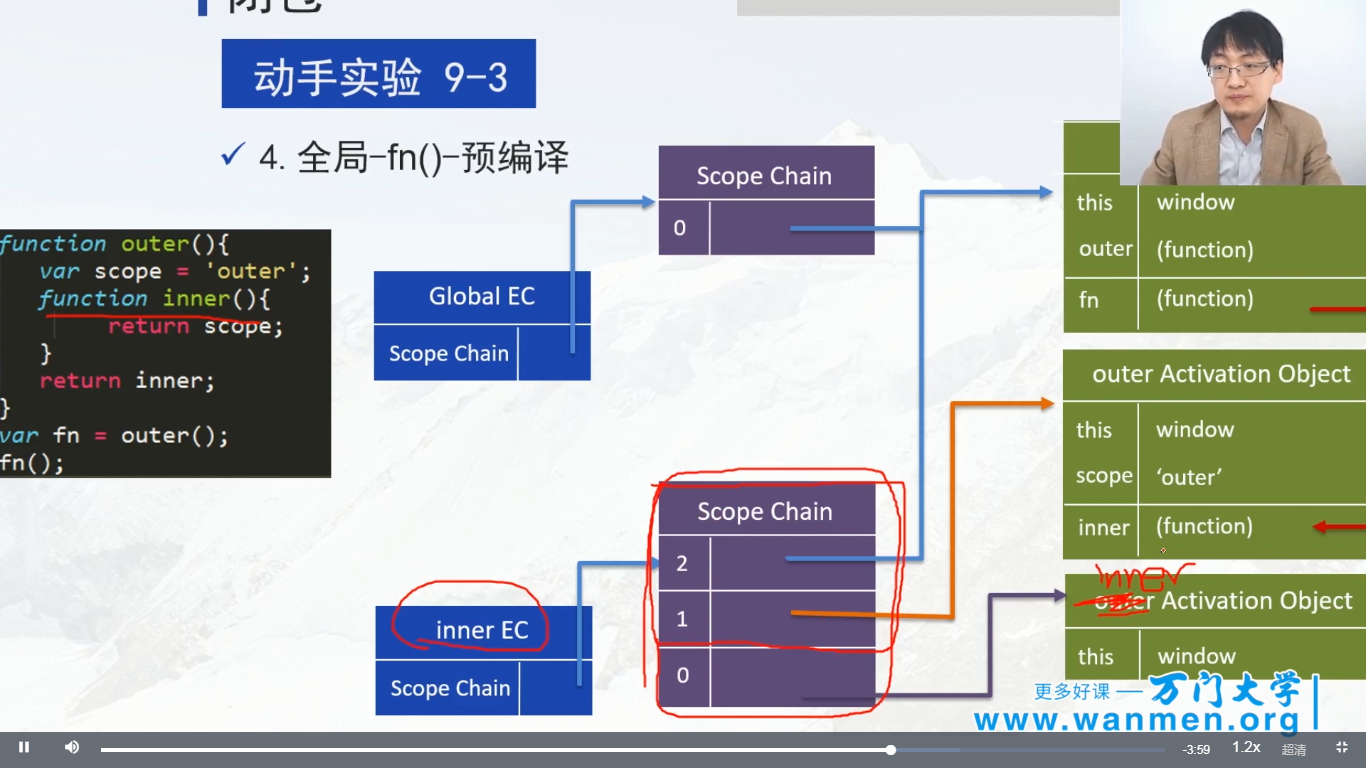 动手实验 9-3
✓ 4. 全局-fn()-预编译
function outer(){
var scope = 'outer';
function inner(){
return scope;
}
return inner;
}
var fn = outer();
fn();
Global EC
Scope Chain
Scope Chain
0
this window
outer (function)
fn (function)
outer Activation Object
this window
scope ‘outer’
inner (function)
inner EC
Scope Chain
Scope Chain
2
1
0
inner
outer Activation Object
this window
更多好课 — 万门大学
www.wanmen.org
-3:59 1.2x 超清